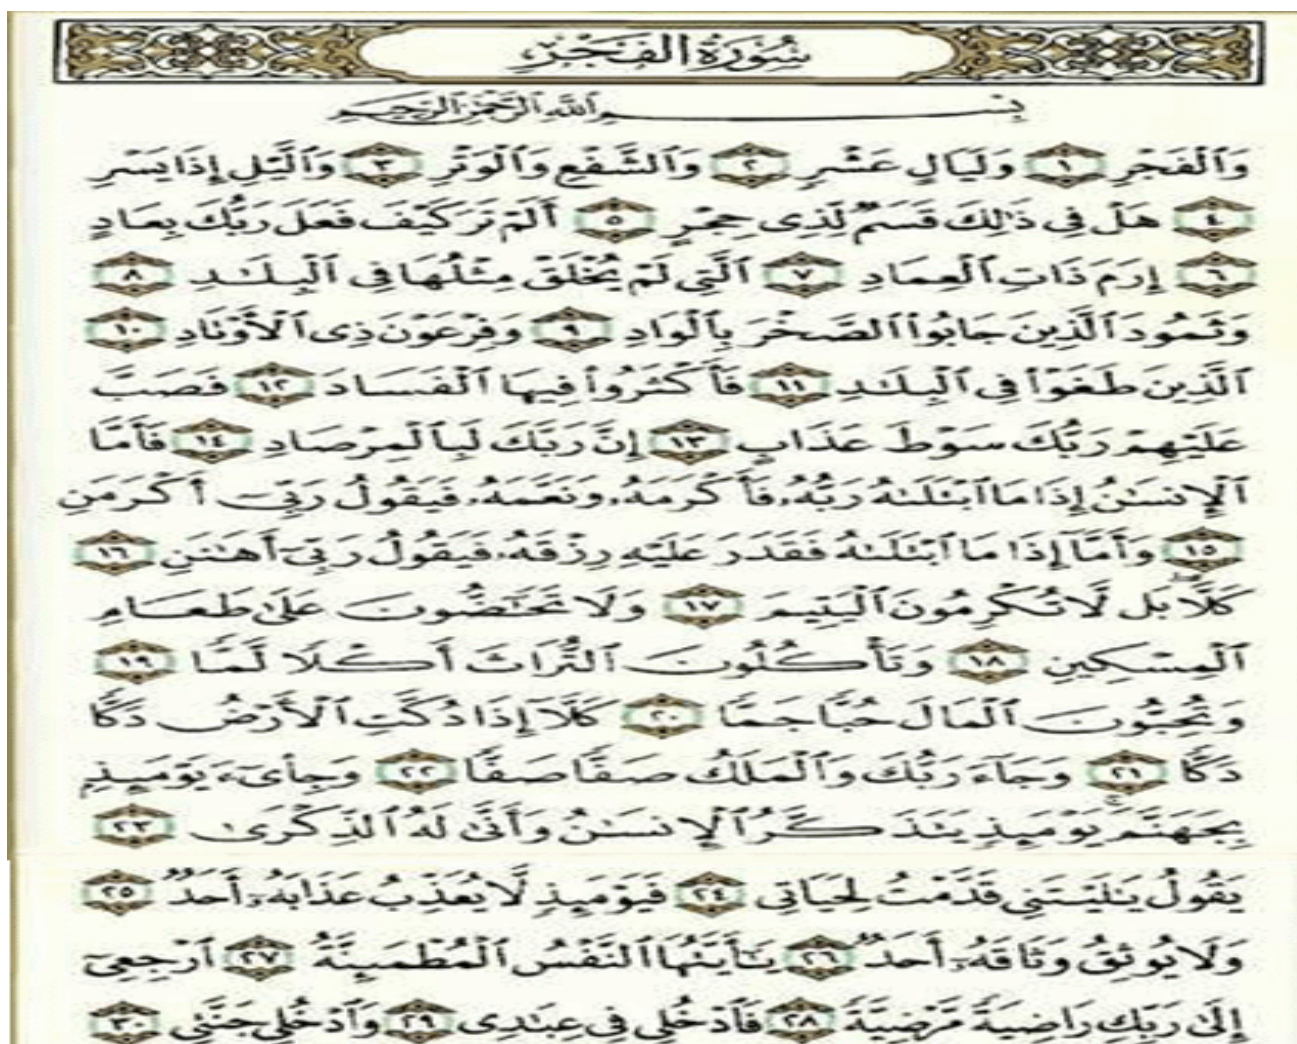 سُورَةُ الفَجْرِ
بِسْمِ ٱللَّهِ ٱلرَّحْمَٰنِ ٱلرَّحِيمِ
وَٱلْفَجْرِ ١ وَلَيَالٍ عَشْرٍ ٢ وَٱلشَّفْعِ وَٱلْوَتْرِ ٣ وَٱلَّيْلِ إِذَا يَسْرِ
٤ هَلْ فِى ذَٰلِكَ قَسَمٌ لِّذِى حِجْرٍ ٥ أَلَمْ تَرَ كَيْفَ فَعَلَ رَبُّكَ بِعَادٍ
٦ إِرَمَ ذَاتِ ٱلْعِمَادِ ٧ ٱلَّتِى لَمْ يُخْلَقْ مِثْلُهَا فِى ٱلْبِلَٰدِ ٨
وَثَمُودَ ٱلَّذِينَ جَابُوا۟ ٱلصَّخْرَ بِٱلْوَادِ ٩ وَفِرْعَوْنَ ذِى ٱلْأَوْتَادِ ١٠
ٱلَّذِينَ طَغَوْا۟ فِى ٱلْبِلَٰدِ ١١ فَأَكْثَرُوا۟ فِيهَا ٱلْفَسَادَ ١٢ فَصَبَّ
عَلَيْهِمْ رَبُّكَ سَوْطَ عَذَابٍ ١٣ إِنَّ رَبَّكَ لَبِٱلْمِرْصَادِ ١٤ فَأَمَّا
ٱلْإِنسَٰنُ إِذَا مَا ٱبْتَلَىٰهُ رَبُّهُۥ فَأَكْرَمَهُۥ وَنَعَّمَهُۥ فَيَقُولُ رَبِّىٓ أَكْرَمَنِ
١٥ وَأَمَّآ إِذَا مَا ٱبْتَلَىٰهُ فَقَدَرَ عَلَيْهِ رِزْقَهُۥ فَيَقُولُ رَبِّىٓ أَهَٰنَنِ ١٦
كَلَّا ۖ بَل لَّا تُكْرِمُونَ ٱلْيَتِيمَ ١٧ وَلَا تَحَٰٓضُّونَ عَلَىٰ طَعَامِ
ٱلْمِسْكِينِ ١٨ وَتَأْكُلُونَ ٱلتُّرَاثَ أَكْلًا لَّمًّا ١٩
وَتُحِبُّونَ ٱلْمَالَ حُبًّا جَمًّا ٢٠ كَلَّآ إِذَا دُكَّتِ ٱلْأَرْضُ دَكًّا
دَكًّا ٢١ وَجَآءَ رَبُّكَ وَٱلْمَلَكُ صَفًّا صَفًّا ٢٢ وَجِا۟ىٓءَ يَوْمَئِذٍۭ
بِجَهَنَّمَ ۚ يَوْمَئِذٍ يَتَذَكَّرُ ٱلْإِنسَٰنُ وَأَنَّىٰ لَهُ ٱلذِّكْرَىٰ ٢٣
يَقُولُ يَٰلَيْتَنِى قَدَّمْتُ لِحَيَاتِى ٢٤ فَيَوْمَئِذٍ لَّا يُعَذِّبُ عَذَابَهُۥٓ أَحَدٌ ٢٥
وَلَا يُوثِقُ وَثَاقَهُۥٓ أَحَدٌ ٢٦ يَٰٓأَيَّتُهَا ٱلنَّفْسُ ٱلْمُطْمَئِنَّةُ ٢٧ ٱرْجِعِىٓ
إِلَىٰ رَبِّكِ رَاضِيَةً مَّرْضِيَّةً ٢٨ فَٱدْخُلِى فِى عِبَٰدِى ٢٩ وَٱدْخُلِى جَنَّتِى ٣٠